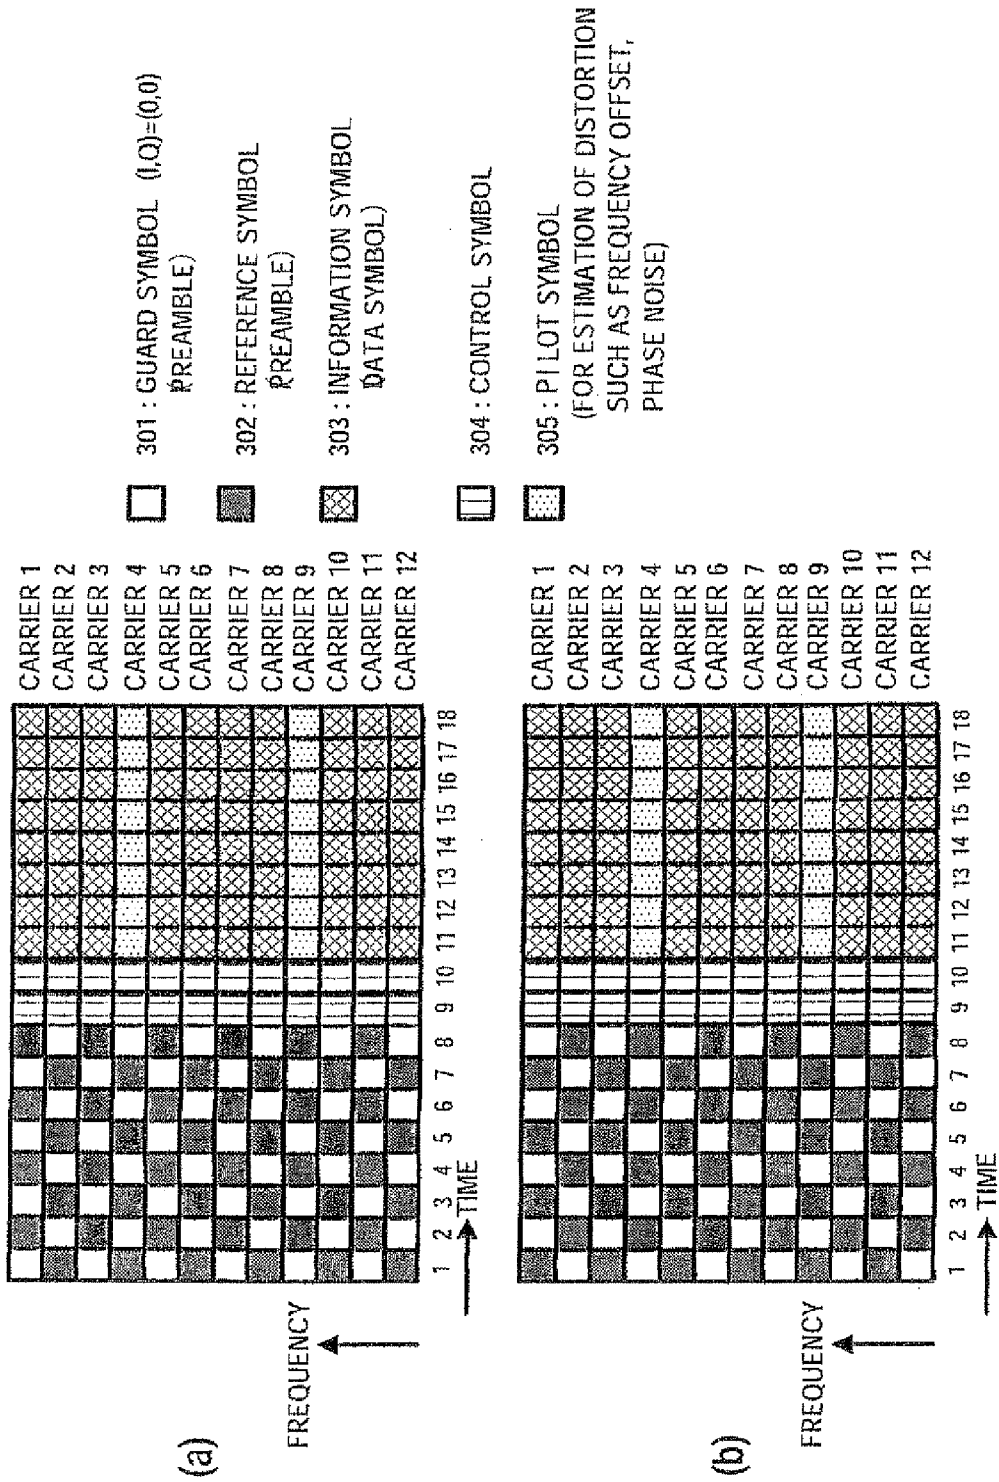 (a)
FREQUENCY
TIME
1 2 3 4 5 6 7 8 9 10 11 12 13 14 15 16 17 18
CARRIER 1
CARRIER 2
CARRIER 3
CARRIER 4
CARRIER 5
CARRIER 6
CARRIER 7
CARRIER 8
CARRIER 9
CARRIER 10
CARRIER 11
CARRIER 12
(b)
FREQUENCY
TIME
1 2 3 4 5 6 7 8 9 10 11 12 13 14 15 16 17 18
CARRIER 1
CARRIER 2
CARRIER 3
CARRIER 4
CARRIER 5
CARRIER 6
CARRIER 7
CARRIER 8
CARRIER 9
CARRIER 10
CARRIER 11
CARRIER 12
301 : GUARD SYMBOL (I,Q)=(0,0)
(PREAMBLE)
302 : REFERENCE SYMBOL
(PREAMBLE)
303 : INFORMATION SYMBOL
(DATA SYMBOL)
304 : CONTROL SYMBOL
305 : PILOT SYMBOL
(FOR ESTIMATION OF DISTORTION
SUCH AS FREQUENCY OFFSET,
PHASE NOISE)